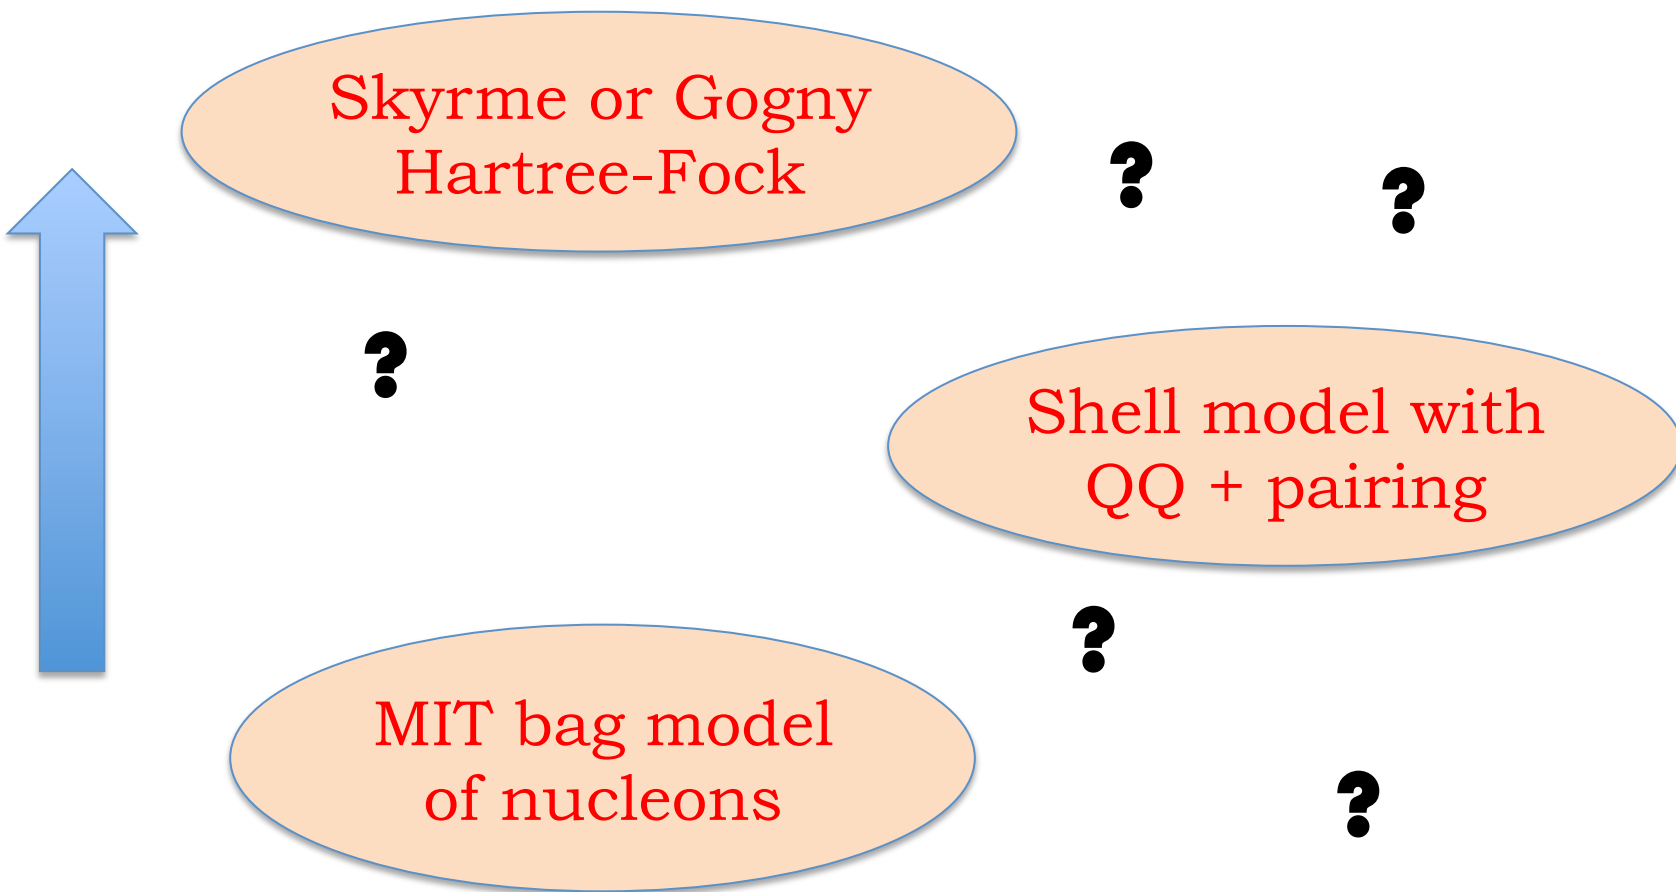 Skyrme or Gogny
Hartree-Fock
?
?
?
Shell model with
QQ + pairing
?
MIT bag model
of nucleons
?